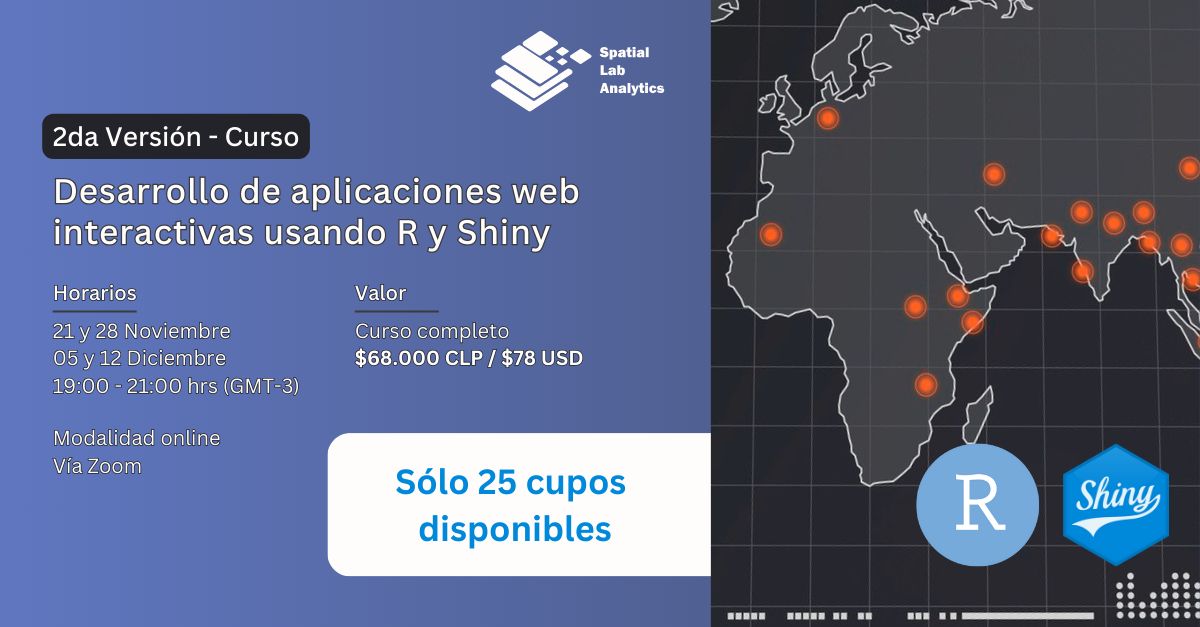 Spatial
Lab
Analytics
2da Versión - Curso
Desarrollo de aplicaciones web
interactivas usando R y Shiny
Horarios
21 y 28 Noviembre
05 y 12 Diciembre
19:00 - 21:00 hrs (GMT-3)
Modalidad online
Vía Zoom
Valor
Curso completo
$68.000 CLP / $78 USD
Sólo 25 cupos
disponibles
R
Shiny